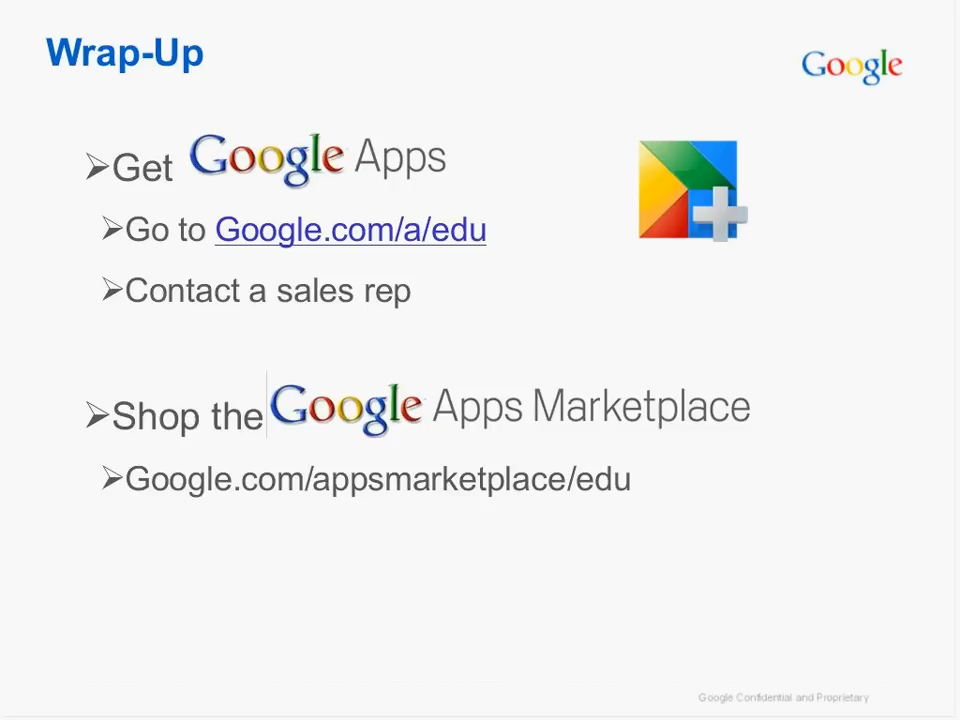 Wrap-Up
Google
➢Get Google Apps
➢Go to Google.com/a/edu
➢Contact a sales rep
➢Shop the Google Apps Marketplace
➢Google.com/appsmarketplace/edu
Google Confidential and Proprietary